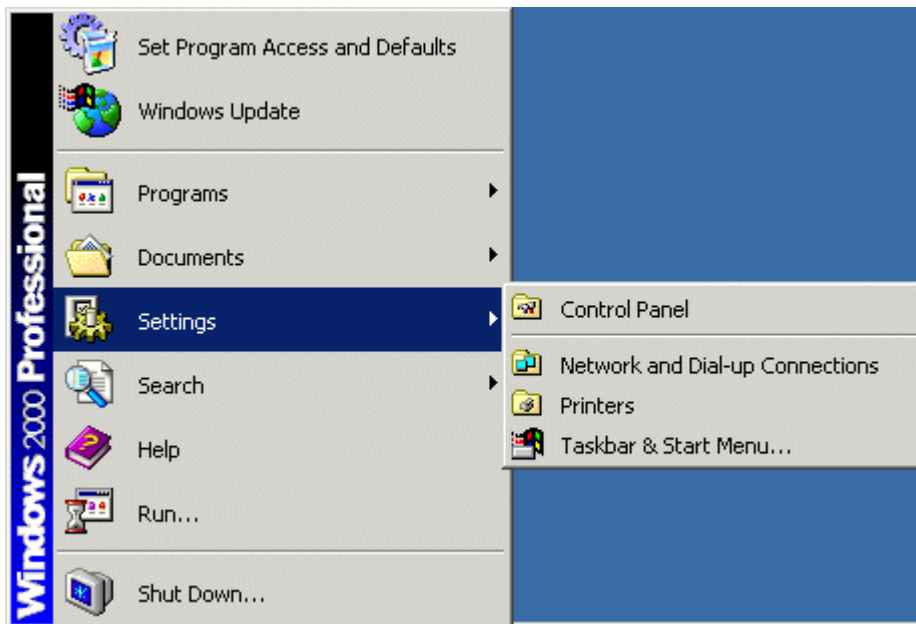 Windows 2000 Professional
Set Program Access and Defaults
Windows Update
Programs
Documents
Settings
Search
Help
Run...
Shut Down...
Control Panel
Network and Dial-up Connections
Printers
Taskbar & Start Menu...